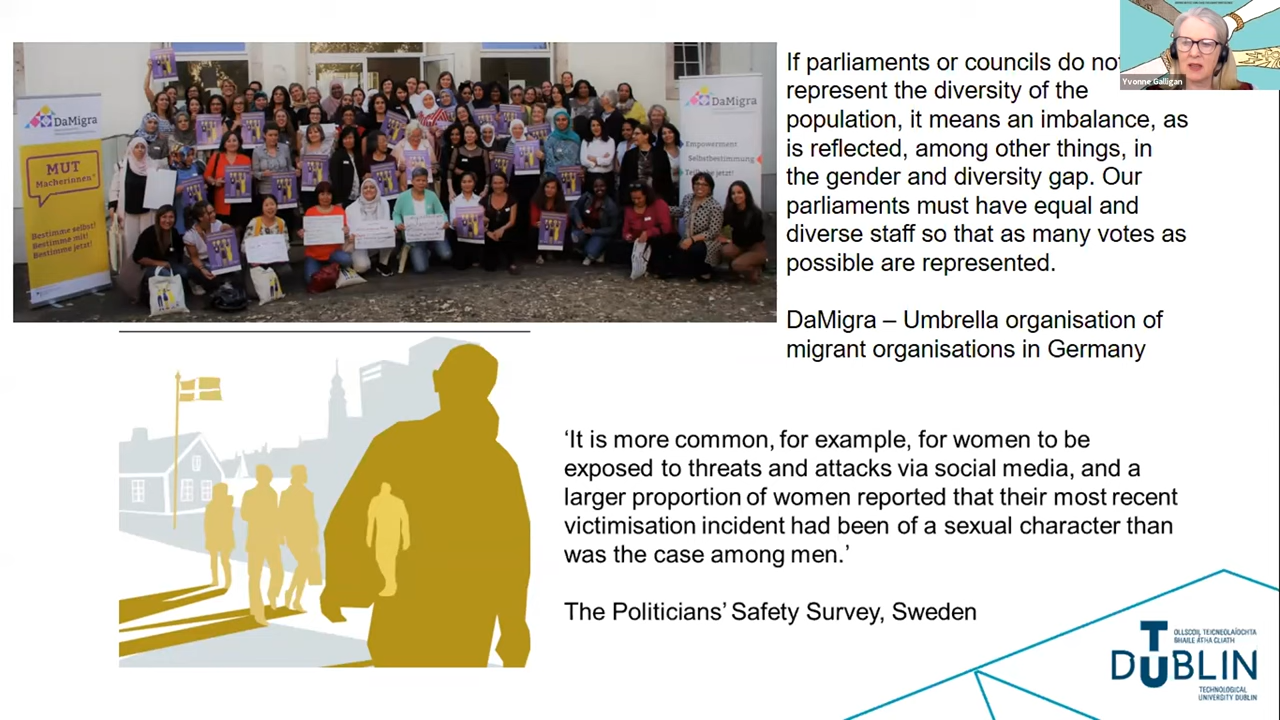 DaMigra
MUT
Macherinnen*
Bestimme selbst!
Bestimme mit!
Bestimme jetzt!
DaMigra
Empowerment
Selbstbestimmung
If parliaments or councils do no
represent the diversity of the
population, it means an imbalance, as
is reflected, among other things, in
the gender and diversity gap. Our
parliaments must have equal and
diverse staff so that as many votes as
possible are represented.
DaMigra – Umbrella organisation of
migrant organisations in Germany
Yvonne Galligan
‘It is more common, for example, for women to be
exposed to threats and attacks via social media, and a
larger proportion of women reported that their most recent
victimisation incident had been of a sexual character than
was the case among men.’
The Politicians’ Safety Survey, Sweden
OLLSCOIL TEICNEOLAÍOCHTA
BHAILE ÁTHA CLIATH
TU DUBLIN
TECHNOLOGICAL
UNIVERSITY DUBLIN